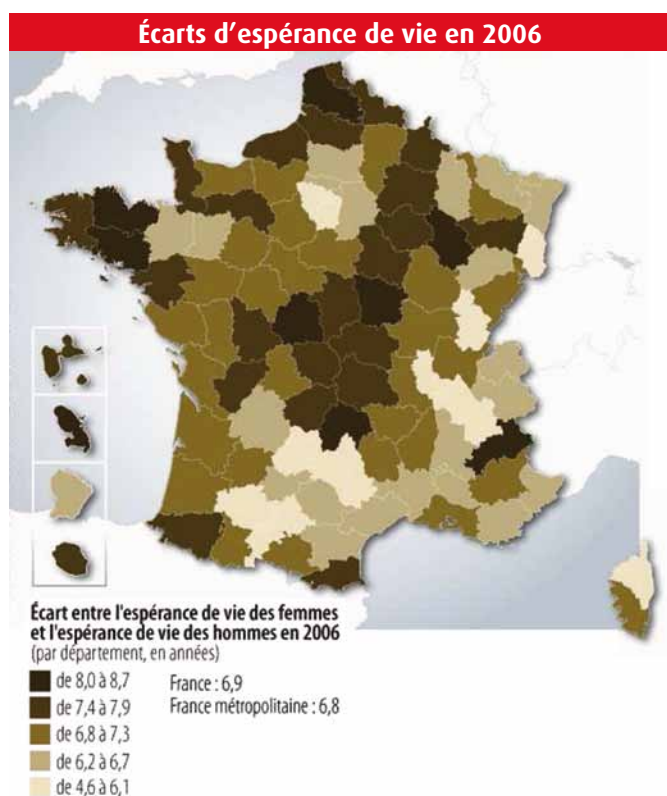 Écarts d'espérance de vie en 2006
Écart entre l'espérance de vie des femmes
et l'espérance de vie des hommes en 2006
(par département, en années)
de 8,0 à 8,7
de 7,4 à 7,9
de 6,8 à 7,3
de 6,2 à 6,7
de 4,6 à 6,1
France : 6,9
France métropolitaine : 6,8